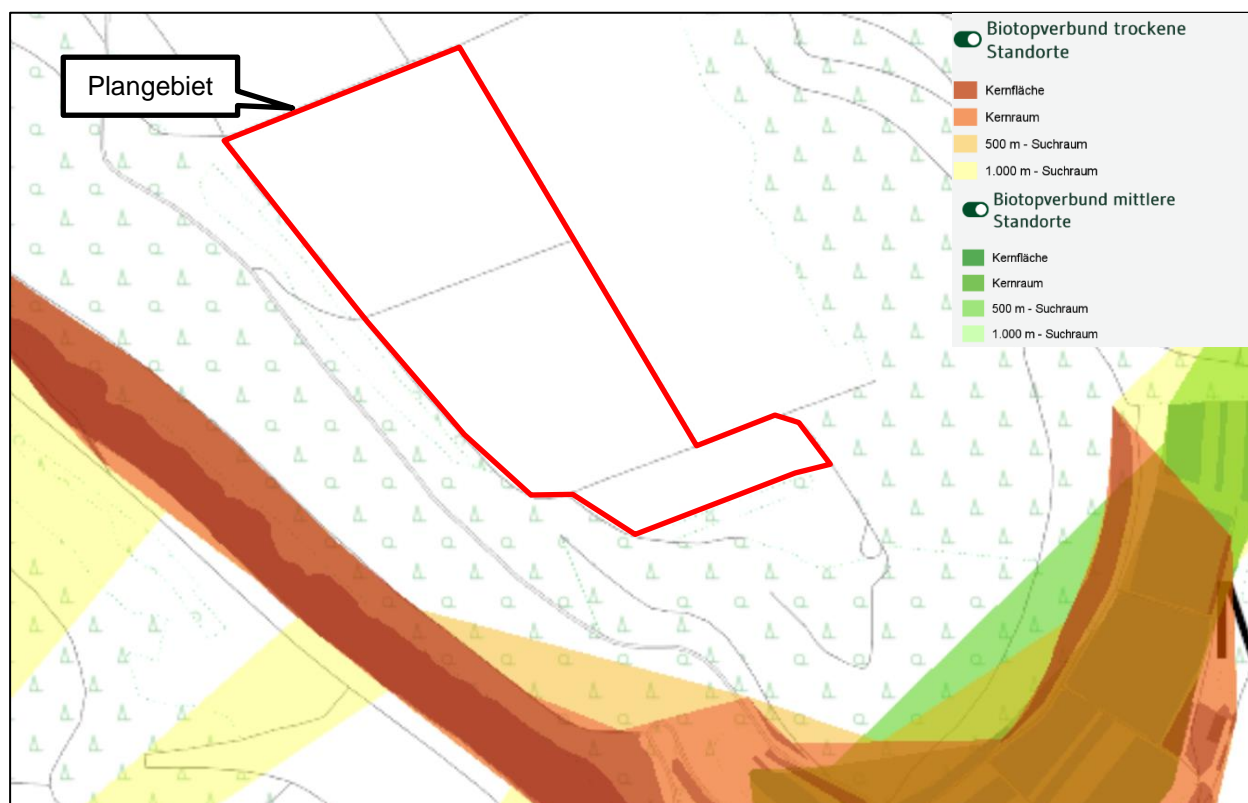 Plangebiet
Biotopverbund trockene
Standorte
Kernfläche
Kernraum
500 m - Suchraum
1.000 m - Suchraum
Biotopverbund mittlere
Standorte
Kernfläche
Kernraum
500 m - Suchraum
1.000 m - Suchraum